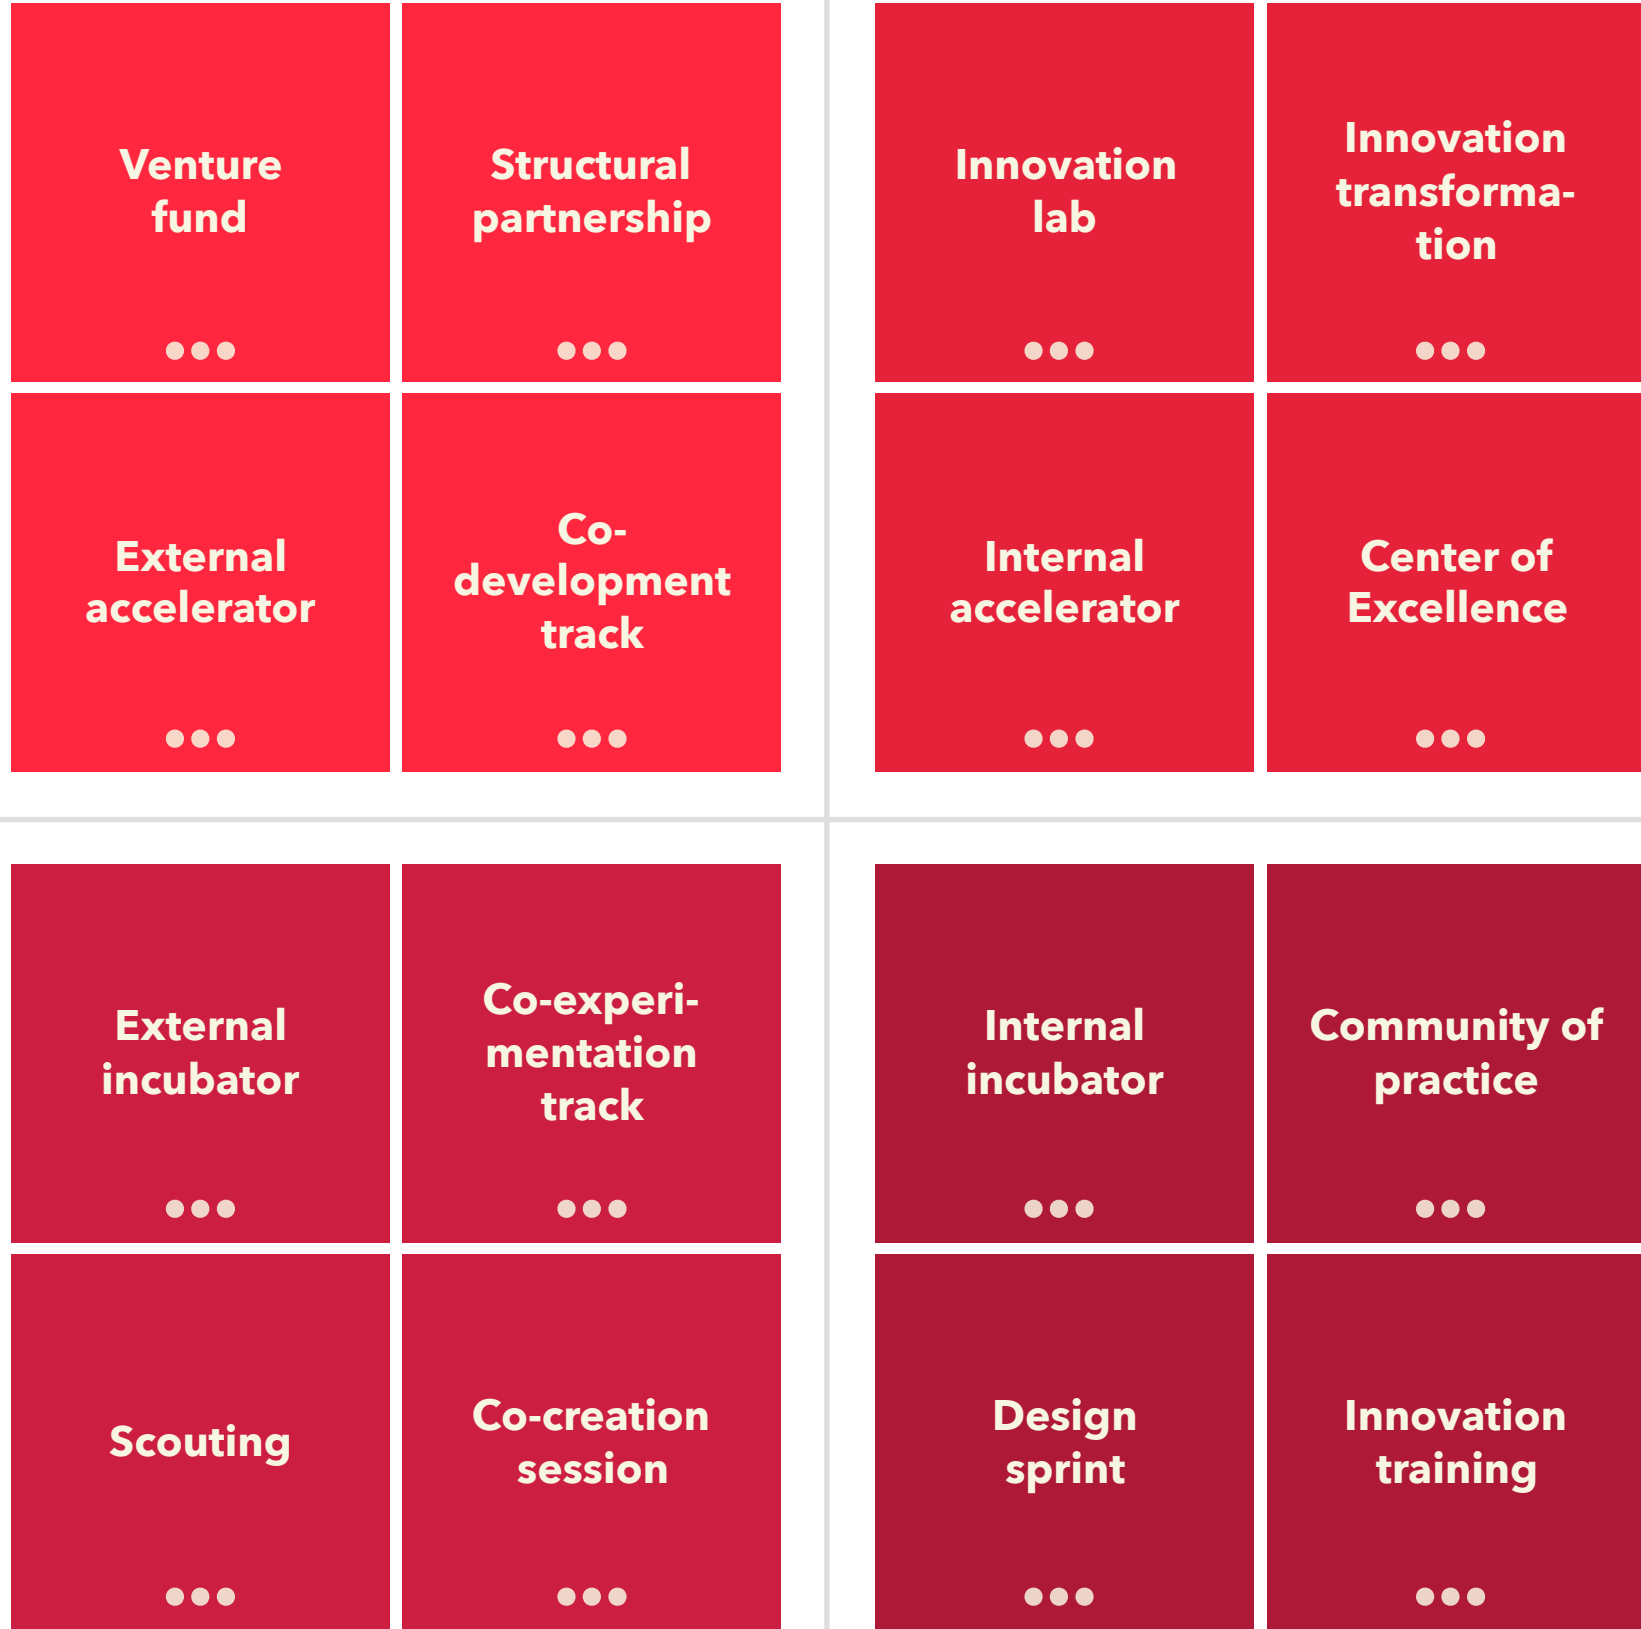 Venture
fund
Structural
partnership
Innovation
lab
Innovation
transforma-
tion
External
accelerator
Co-
development
track
Internal
accelerator
Center of
Excellence
External
incubator
Co-experi-
mentation
track
Internal
incubator
Community of
practice
Scouting
Co-creation
session
Design
sprint
Innovation
training